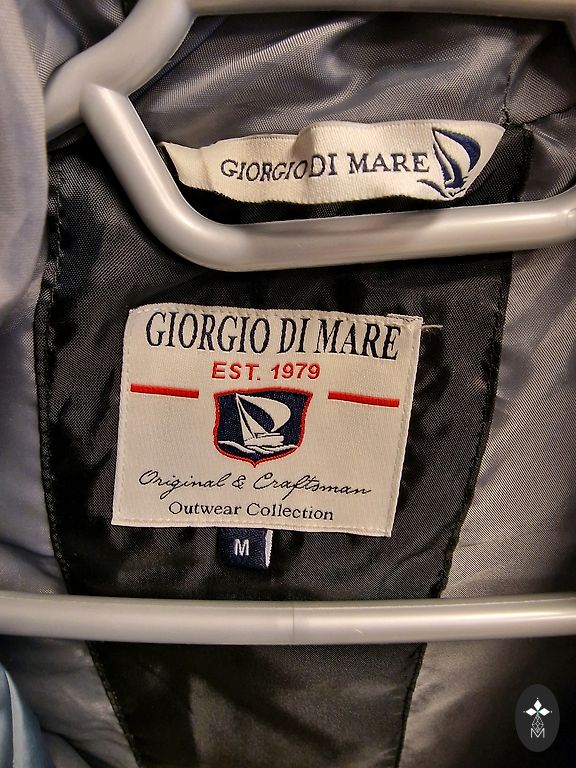 GIORGIO DI MARE
GIORGIO DI MARE
EST. 1979
Original & Craftsman
Outwear Collection
M
M